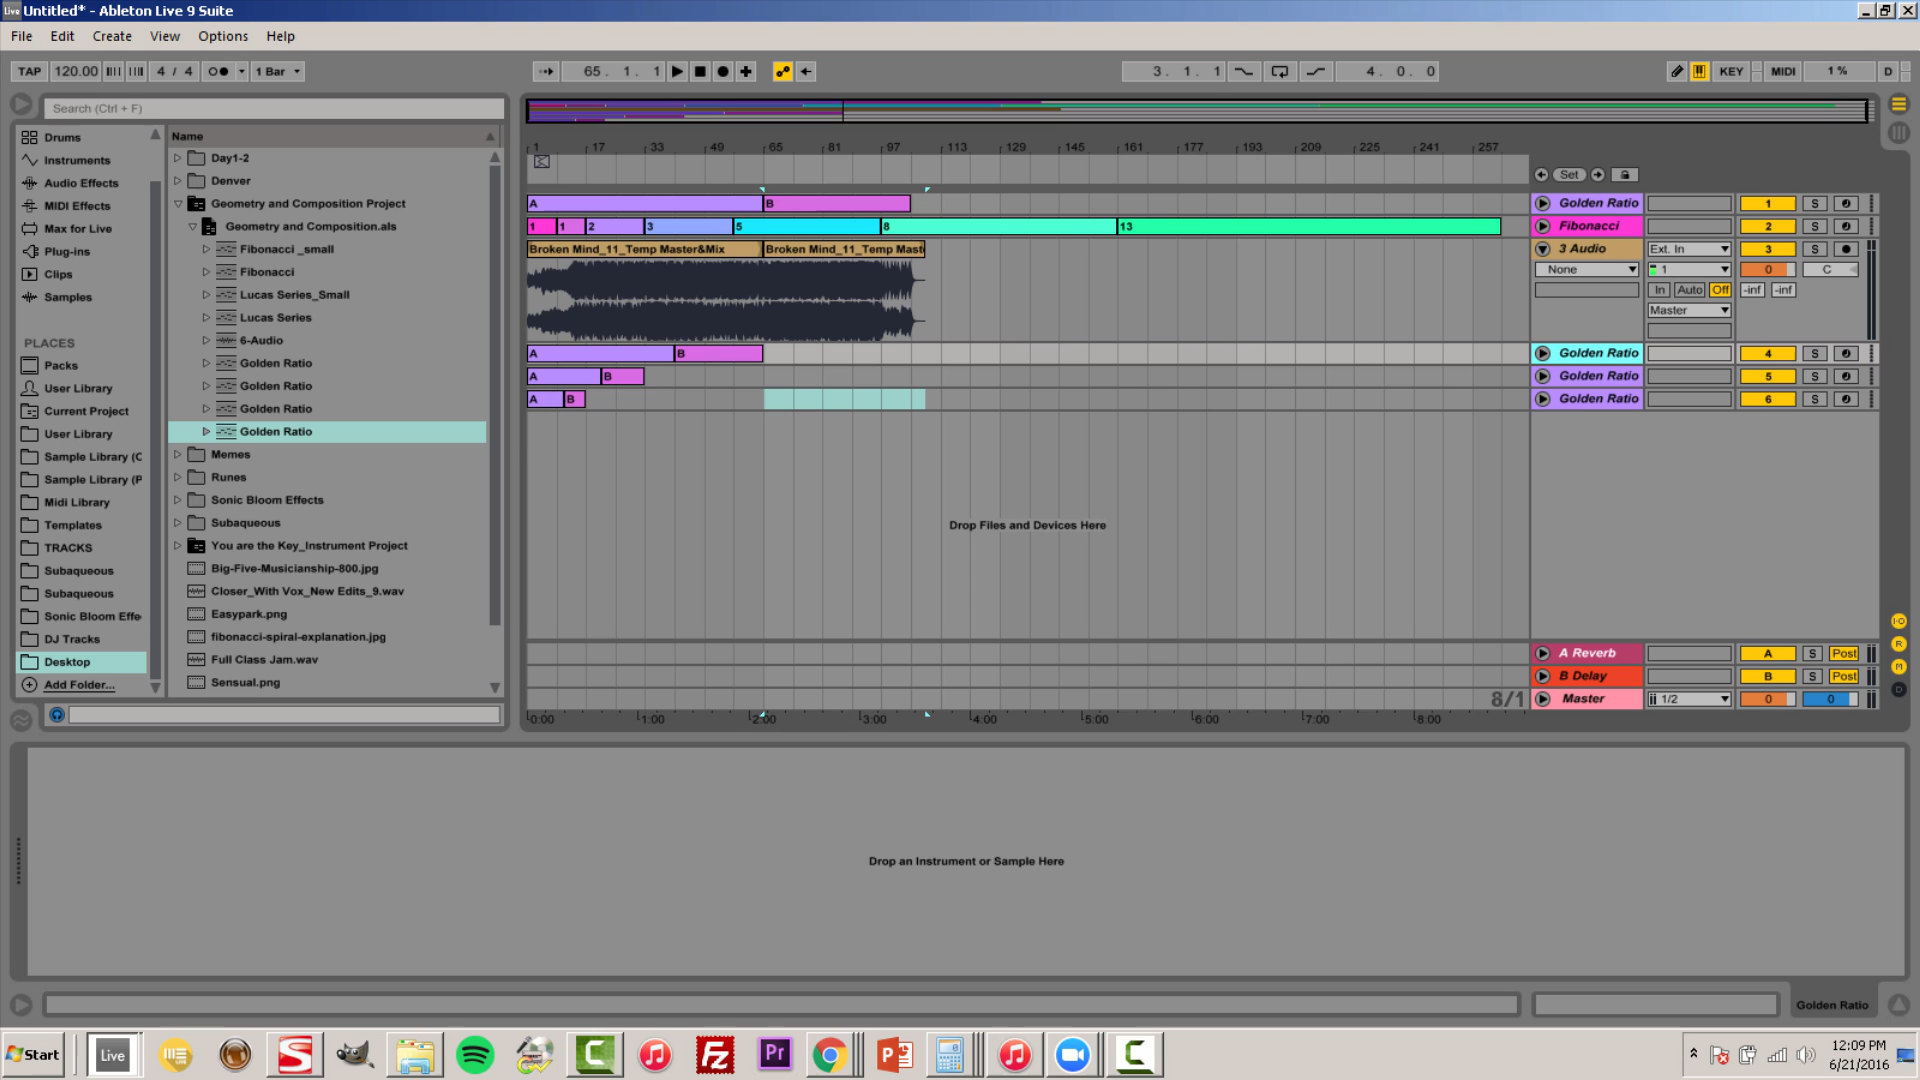 Live Untitled* - Ableton Live 9 Suite
File Edit Create View Options Help
TAP 120.00 4 / 4 1 Bar 65. 1. 1 3. 1. 1 4. 0. 0 KEY MIDI 1 % D
Search (Ctrl + F)
Drums
Instruments
Audio Effects
MIDI Effects
Max for Live
Plug-ins
Clips
Samples
PLACES
Packs
User Library
Current Project
User Library
Sample Library (C
Sample Library (P
Midi Library
Templates
TRACKS
Subaqueous
Subaqueous
Sonic Bloom Effe
DJ Tracks
Desktop
Add Folder...
Name
Day1-2
Denver
Geometry and Composition Project
Geometry and Composition.als
Fibonacci _small
Fibonacci
Lucas Series_Small
Lucas Series
6-Audio
Golden Ratio
Golden Ratio
Golden Ratio
Golden Ratio
Memes
Runes
Sonic Bloom Effects
Subaqueous
You are the Key_Instrument Project
Big-Five-Musicianship-800.jpg
Closer_With Vox_New Edits_9.wav
Easypark.png
fibonacci-spiral-explanation.jpg
Full Class Jam.wav
Sensual.png
1 17 33 49 65 81 97 113 129 145 161 177 193 209 225 241 257
Set
A B Golden Ratio 1 S
1 1 2 3 5 8 13 Fibonacci 2 S
Broken Mind_11_Temp Master&Mix Broken Mind_11_Temp Mast 3 Audio Ext. In 3 S
None 1 0 C
In Auto Off -inf -inf
Master
A B Golden Ratio 4 S
A B Golden Ratio 5 S
A B Golden Ratio 6 S
Drop Files and Devices Here
A Reverb A S Post
B Delay B S Post
8/1 Master 1/2 0 0
0:00 1:00 2:00 3:00 4:00 5:00 6:00 7:00 8:00
I·O
R
M
D
Drop an Instrument or Sample Here
Golden Ratio
Start Live S C Fz Pr P C
12:09 PM
6/21/2016